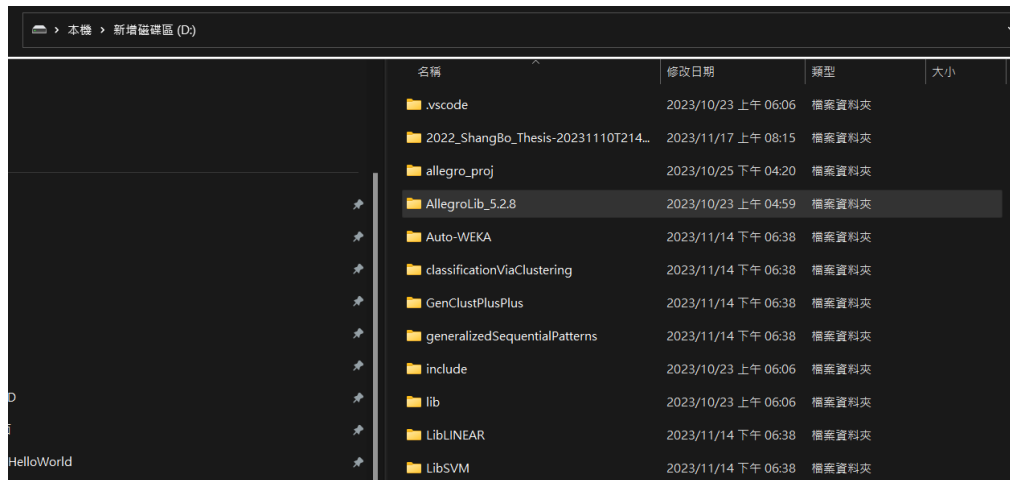 本機 › 新增磁碟區 (D:)
名稱 修改日期 類型 大小
.vscode 2023/10/23 上午 06:06 檔案資料夾
2022_ShangBo_Thesis-20231110T214... 2023/11/17 上午 08:15 檔案資料夾
allegro_proj 2023/10/25 下午 04:20 檔案資料夾
AllegroLib_5.2.8 2023/10/23 上午 04:59 檔案資料夾
Auto-WEKA 2023/11/14 下午 06:38 檔案資料夾
classificationViaClustering 2023/11/14 下午 06:38 檔案資料夾
GenClustPlusPlus 2023/11/14 下午 06:38 檔案資料夾
generalizedSequentialPatterns 2023/11/14 下午 06:38 檔案資料夾
include 2023/10/23 上午 06:06 檔案資料夾
D
lib 2023/10/23 上午 06:06 檔案資料夾
LibLINEAR 2023/11/14 下午 06:38 檔案資料夾
HelloWorld
LibSVM 2023/11/14 下午 06:38 檔案資料夾